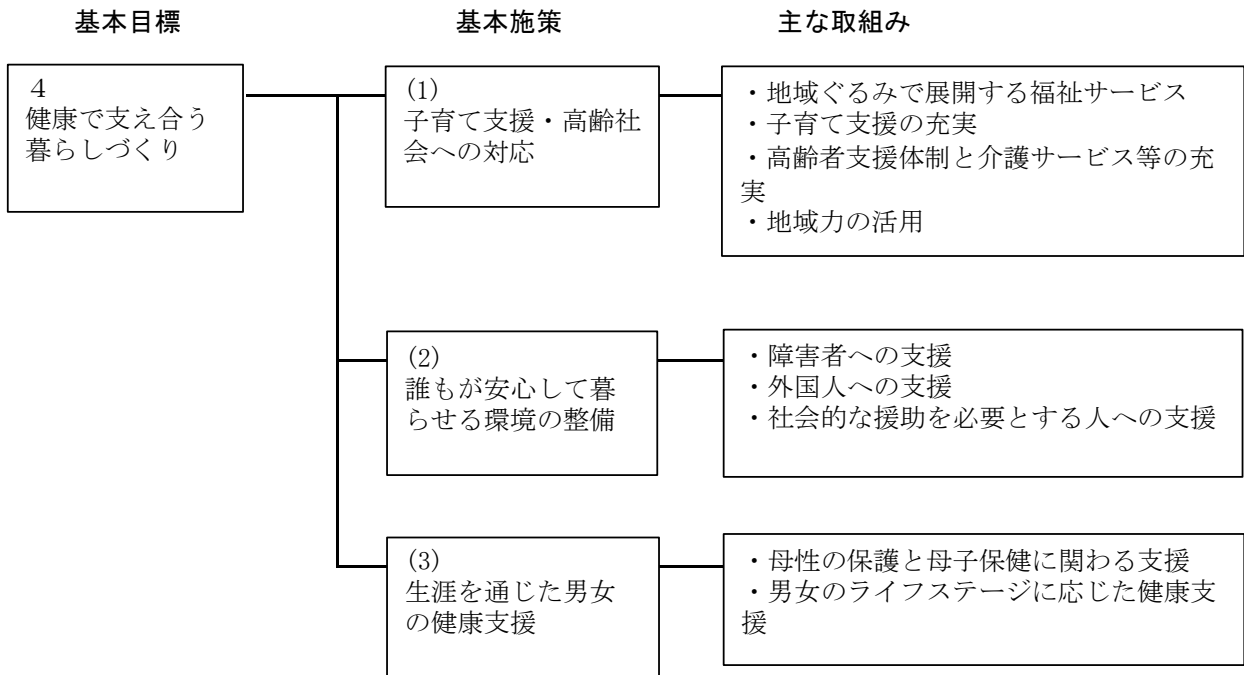 基本目標 基本施策 主な取組み
4
健康で支え合う
暮らしづくり
(1)
子育て支援・高齢社
会への対応
・地域ぐるみで展開する福祉サービス
・子育て支援の充実
・高齢者支援体制と介護サービス等の充
実
・地域力の活用
(2)
誰もが安心して暮
らせる環境の整備
・障害者への支援
・外国人への支援
・社会的な援助を必要とする人への支援
(3)
生涯を通じた男女
の健康支援
・母性の保護と母子保健に関わる支援
・男女のライフステージに応じた健康支
援